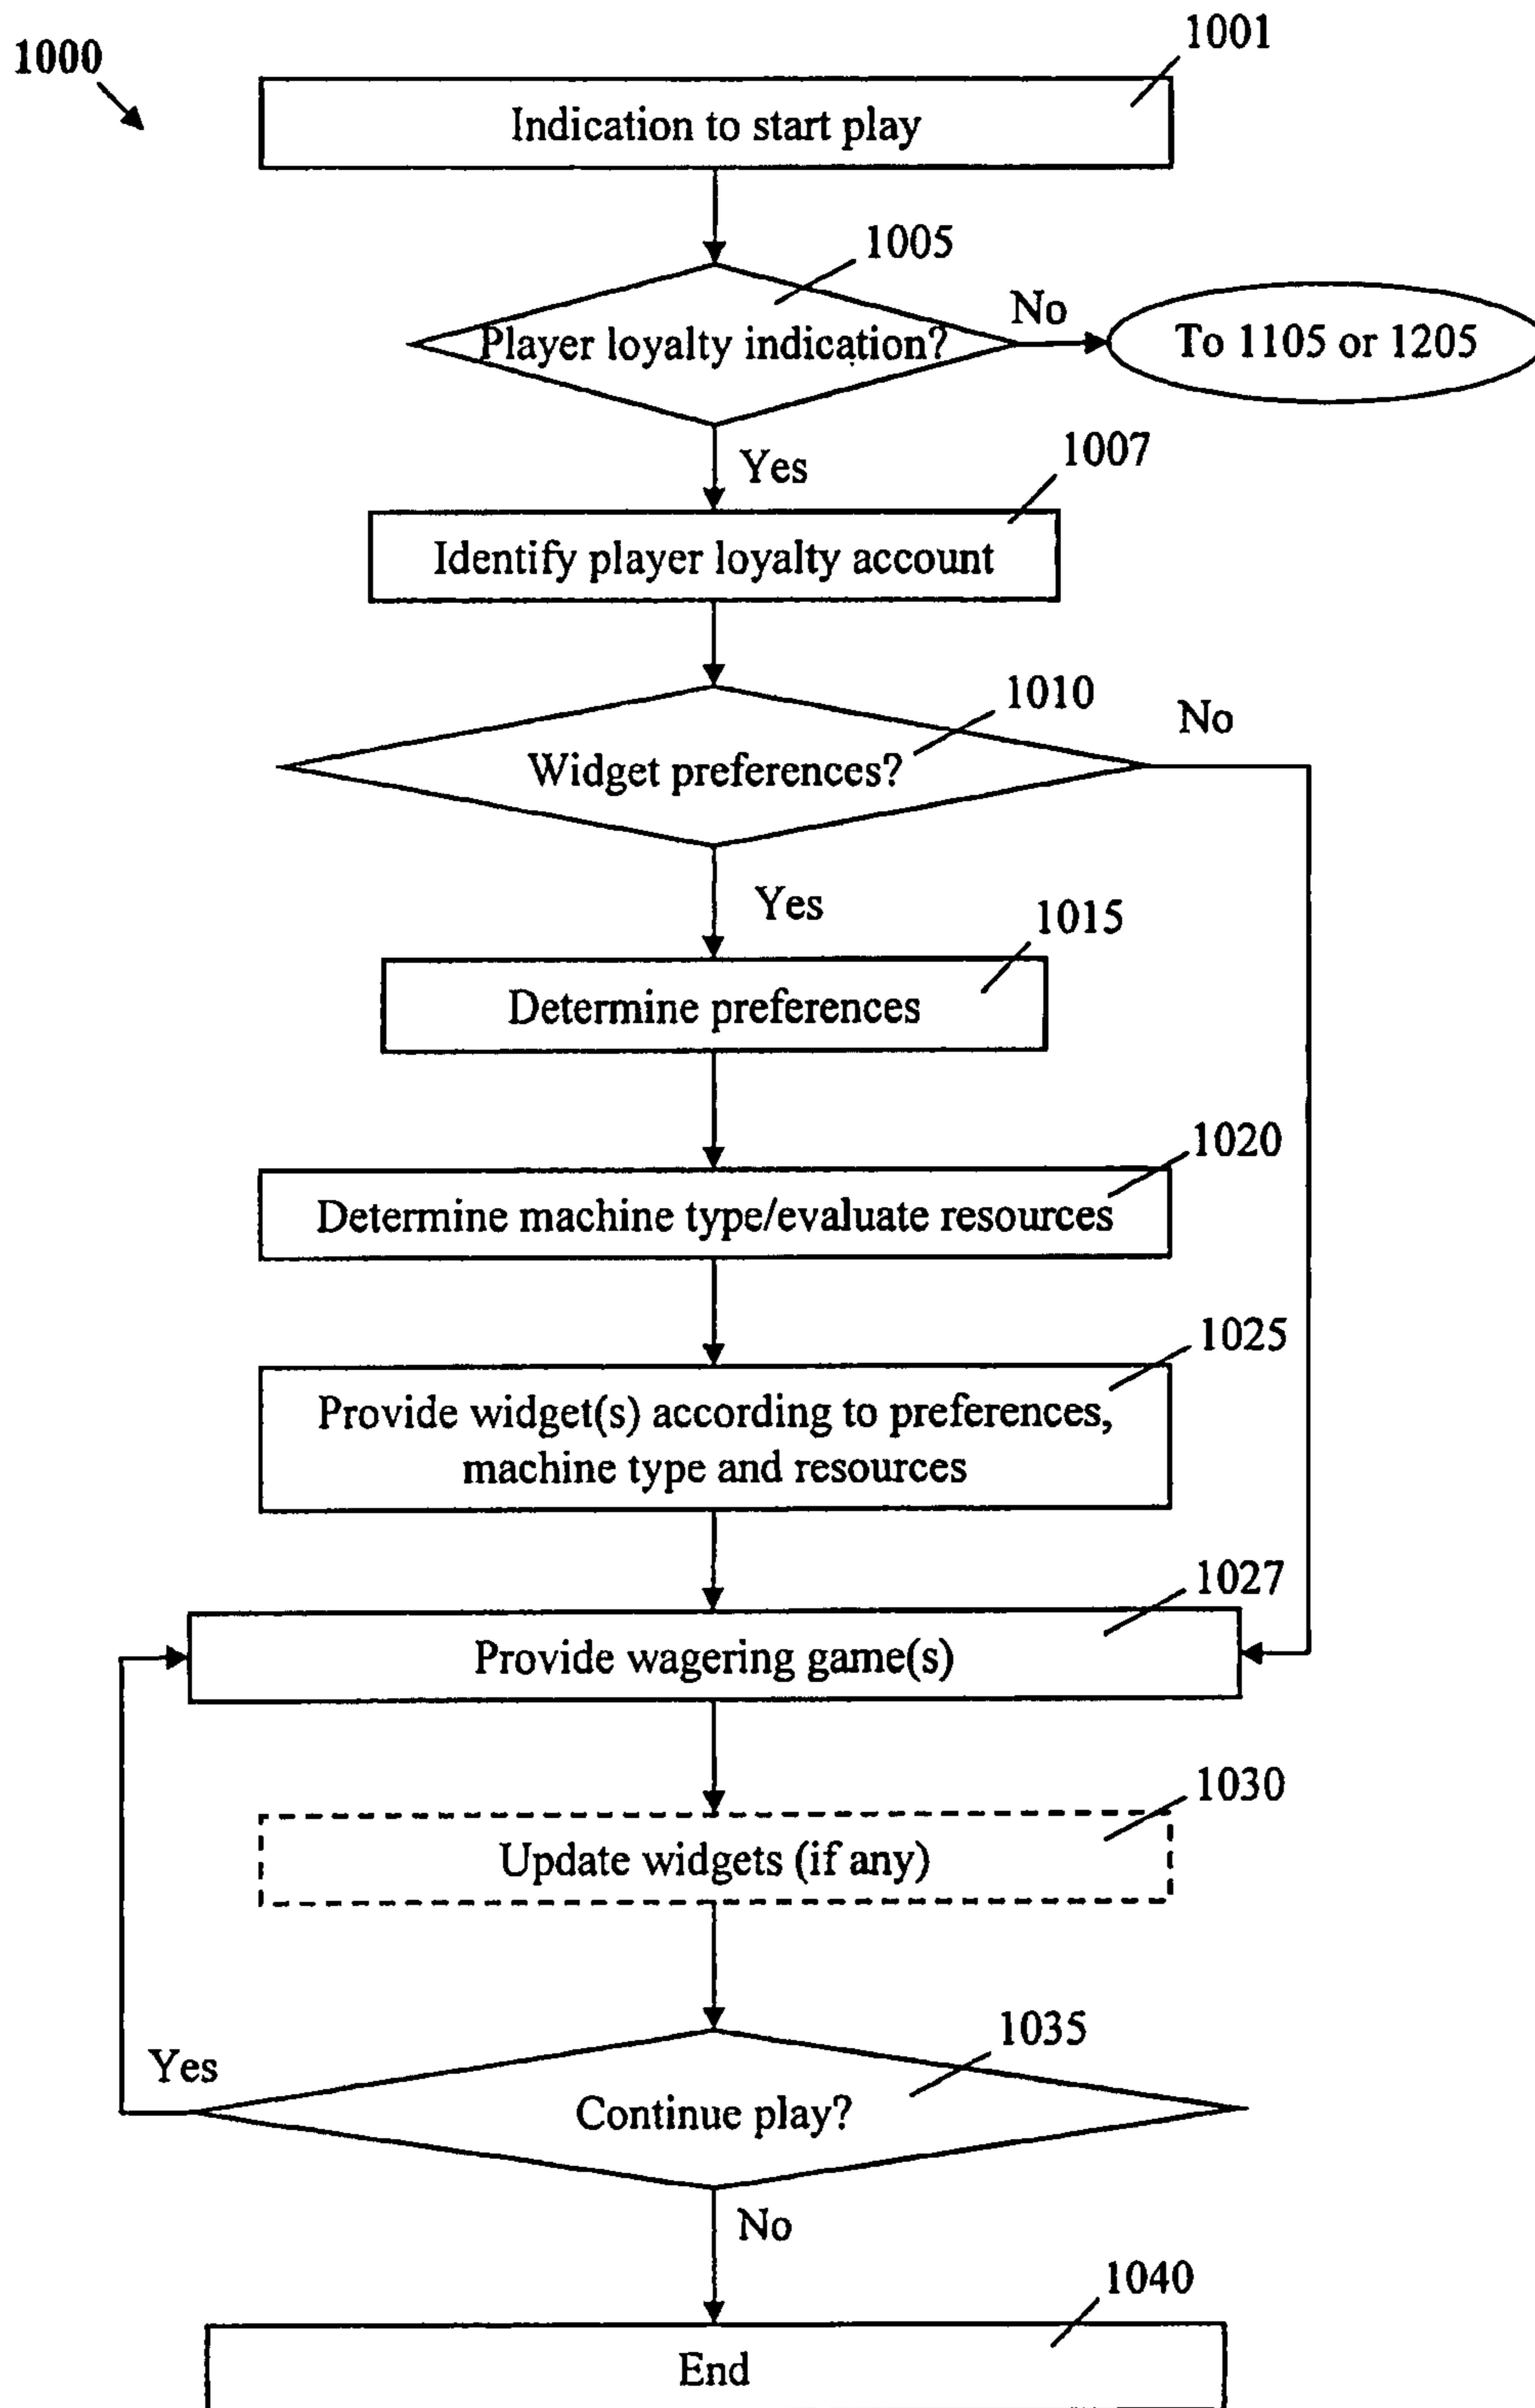 1000
1001
Indication to start play
1005
Player loyalty indication?
No
To 1105 or 1205
Yes
1007
Identify player loyalty account
1010
Widget preferences?
No
Yes
1015
Determine preferences
1020
Determine machine type/evaluate resources
1025
Provide widget(s) according to preferences,
machine type and resources
1027
Provide wagering game(s)
1030
Update widgets (if any)
1035
Yes
Continue play?
No
1040
End